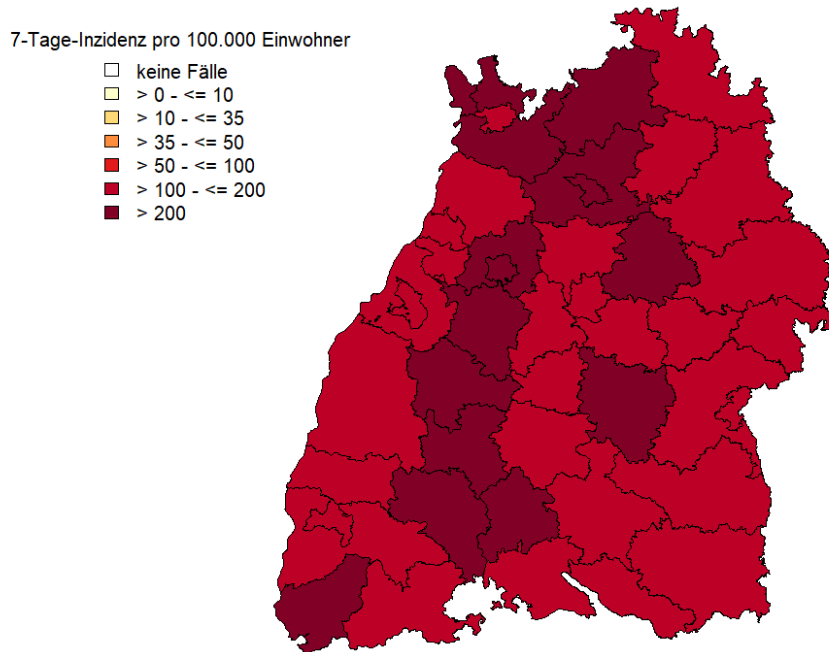 7-Tage-Inzidenz pro 100.000 Einwohner
keine Fälle
> 0 - <= 10
> 10 - <= 35
> 35 - <= 50
> 50 - <= 100
> 100 - <= 200
> 200